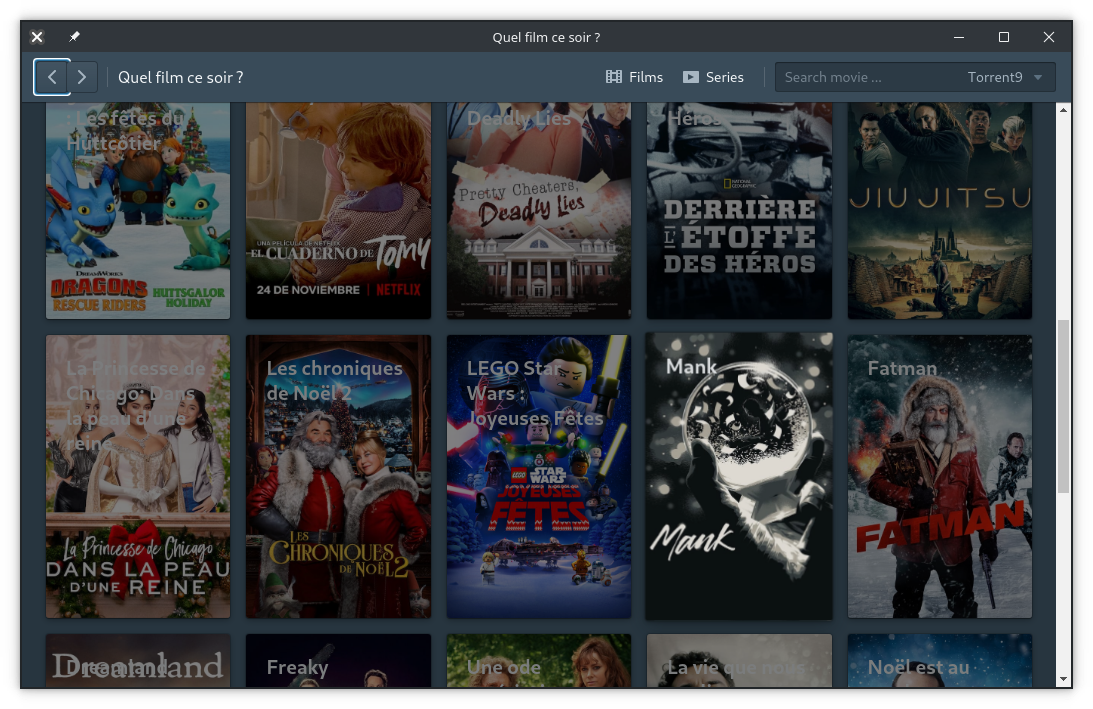 Quel film ce soir ?
Quel film ce soir ?
Films
Series
Search movie ...
Torrent9
: Les fêtes du
Huttcotier
DREAMWORKS
DRAGONS
RESCUE RIDERS
HUTTSGALOR
HOLIDAY
UNA PELÍCULA DE NETFLIX
EL CUADERNO DE TOMY
24 DE NOVIEMBRE | NETFLIX
Deadly Lies
Pretty Cheaters,
Deadly Lies
Héros
NATIONAL
GEOGRAPHIC
DERRIÈRE
L'ÉTOFFE
DES HÉROS
JIU JITSU
La Princesse de
Chicago: Dans
la peau d'une
reine
La Princesse de Chicago
DANS LA PEAU
D'UNE REINE
Les chroniques
de Noël 2
LES
CHRONIQUES
DE NOËL 2
LEGO Star
Wars :
Joyeuses Fêtes
LEGO
STAR
WARS
JOYEUSES
FÊTES
Mank
Mank
Fatman
FATMAN
Dreamland
Dreamland
Freaky
Une ode
La vie que nous
Noël est au